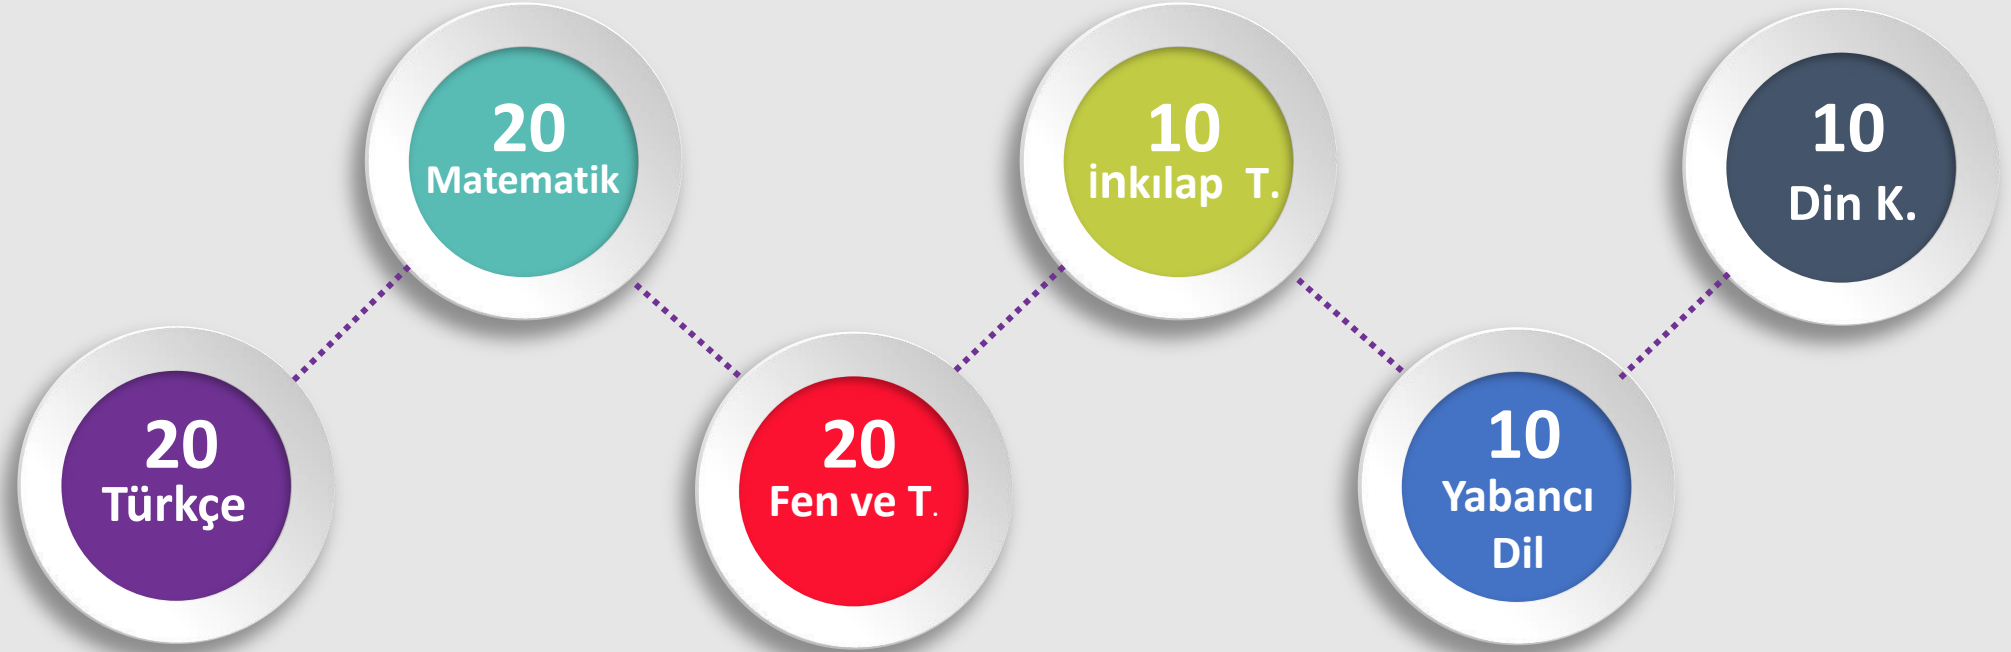 20
Türkçe
20
Matematik
20
Fen ve T.
10
inkılap T.
10
Yabancı
Dil
10
Din K.